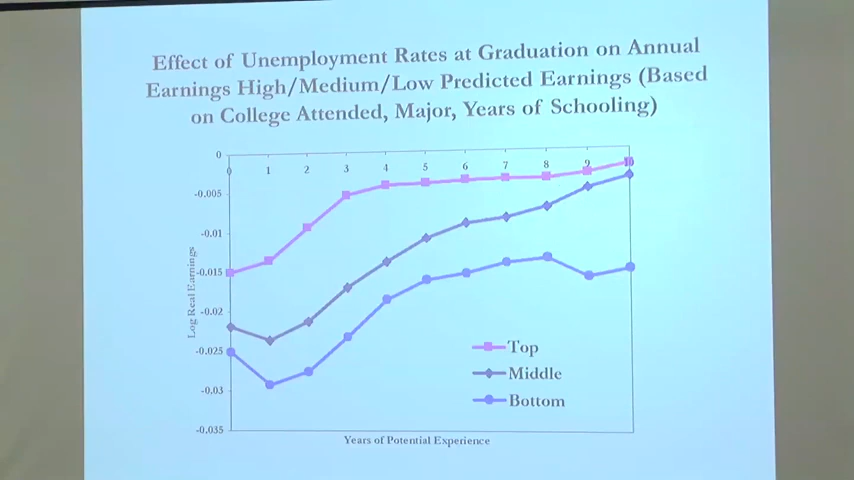 Effect of Unemployment Rates at Graduation on Annual
Earnings High/Medium/Low Predicted Earnings (Based
on College Attended, Major, Years of Schooling)
0
0 1 2 3 4 5 6 7 8 9 10
-0.005
-0.01
-0.015
-0.02
-0.025
-0.03
-0.035
Log Real Earnings
Top
Middle
Bottom
Years of Potential Experience